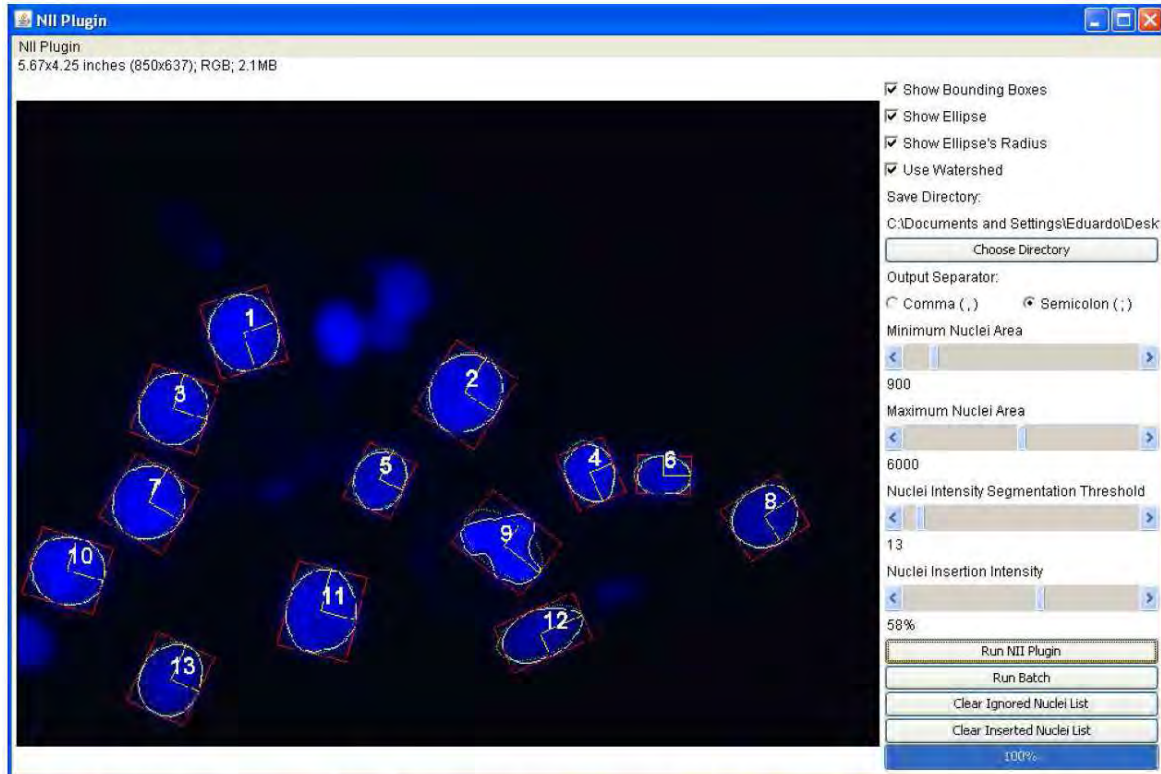 NII Plugin
NII Plugin
5.67x4.25 inches (850x637); RGB; 2.1MB
Show Bounding Boxes
Show Ellipse
Show Ellipse's Radius
Use Watershed
Save Directory:
C:\Documents and Settings\Eduardo\Desk
Choose Directory
Output Separator:
Comma ( , ) Semicolon ( ; )
Minimum Nuclei Area
900
Maximum Nuclei Area
6000
Nuclei Intensity Segmentation Threshold
13
Nuclei Insertion Intensity
58%
Run NII Plugin
Run Batch
Clear Ignored Nuclei List
Clear Inserted Nuclei List
100%
1
2
3
4
5
6
7
8
9
10
11
12
13